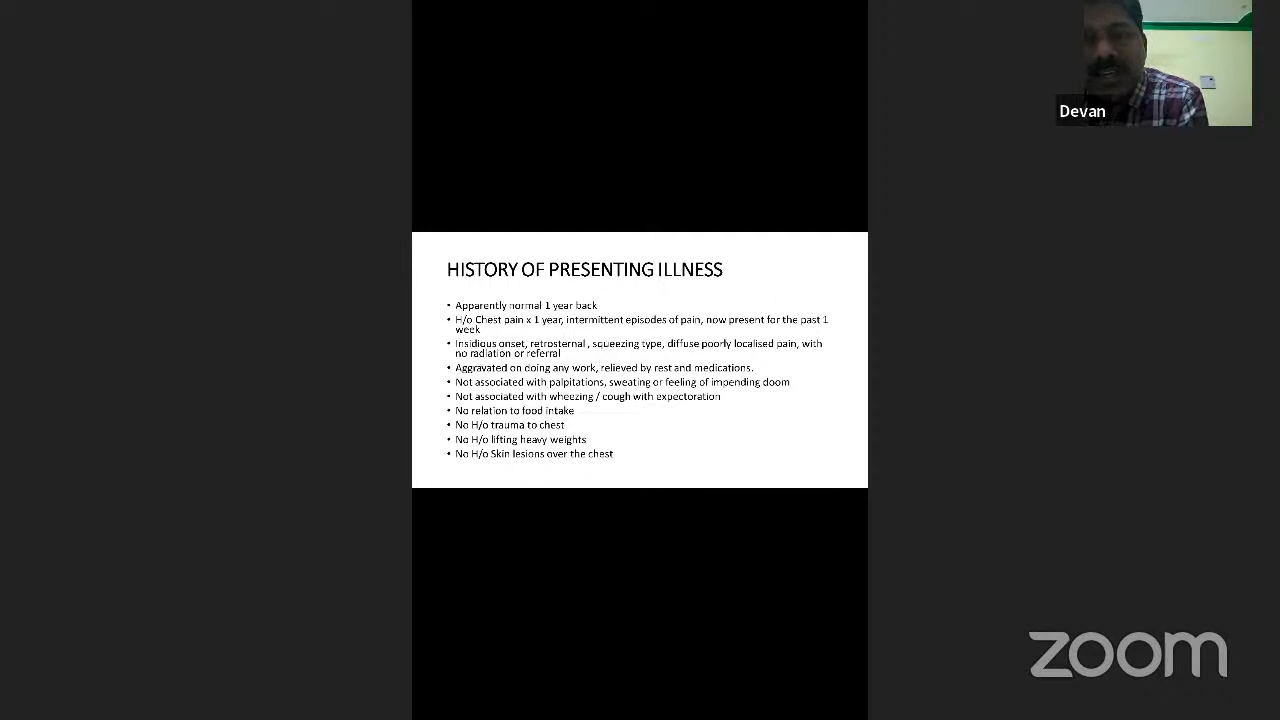 HISTORY OF PRESENTING ILLNESS
• Apparently normal 1 year back
• H/o Chest pain x 1 year, intermittent episodes of pain, now present for the past 1
week
• Insidious onset, retrosternal , squeezing type, diffuse poorly localised pain, with
no radiation or referral
• Aggravated on doing any work, relieved by rest and medications.
• Not associated with palpitations, sweating or feeling of impending doom
• Not associated with wheezing / cough with expectoration
• No relation to food intake
• No H/o trauma to chest
• No H/o lifting heavy weights
• No H/o Skin lesions over the chest
Devan
zoom